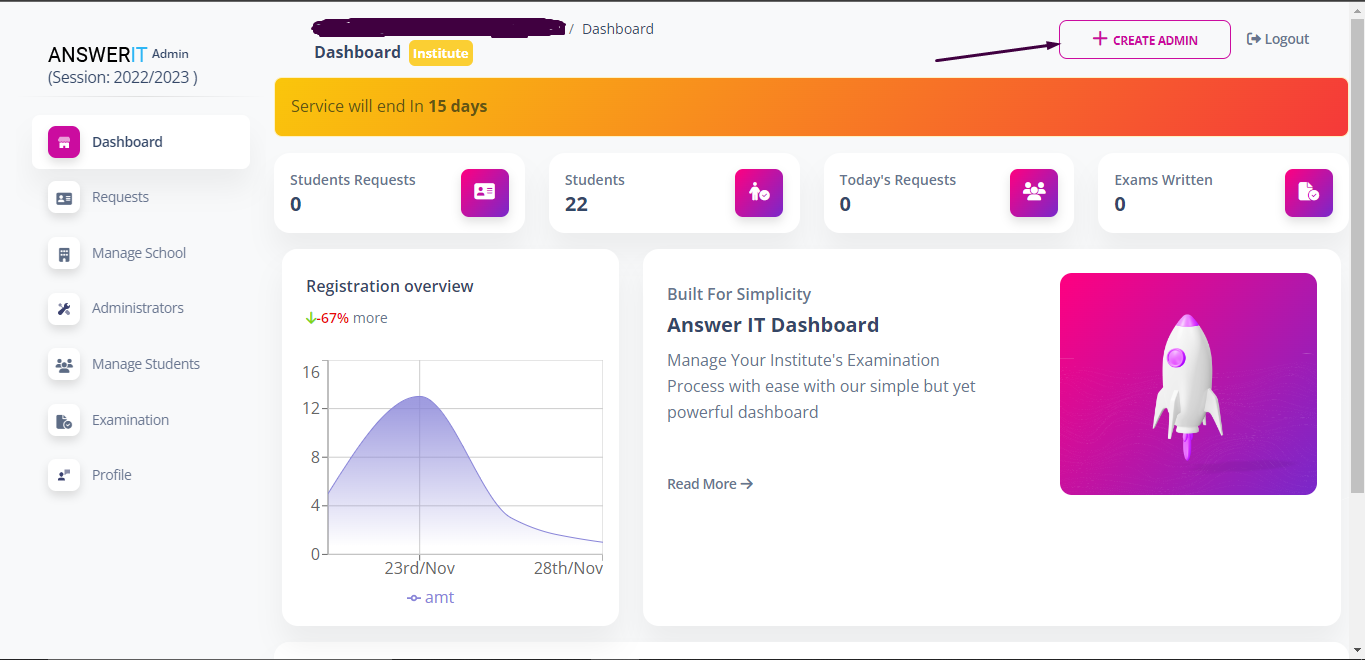 ANSWERIT Admin
(Session: 2022/2023 )
Dashboard
Requests
Manage School
Administrators
Manage Students
Examination
Profile
/ Dashboard
Dashboard Institute
+ CREATE ADMIN
Logout
Service will end In 15 days
Students Requests
0
Students
22
Today's Requests
0
Exams Written
0
Registration overview
-67% more
16
12
8
4
0
23rd/Nov 28th/Nov
amt
Built For Simplicity
Answer IT Dashboard
Manage Your Institute's Examination
Process with ease with our simple but yet
powerful dashboard
Read More